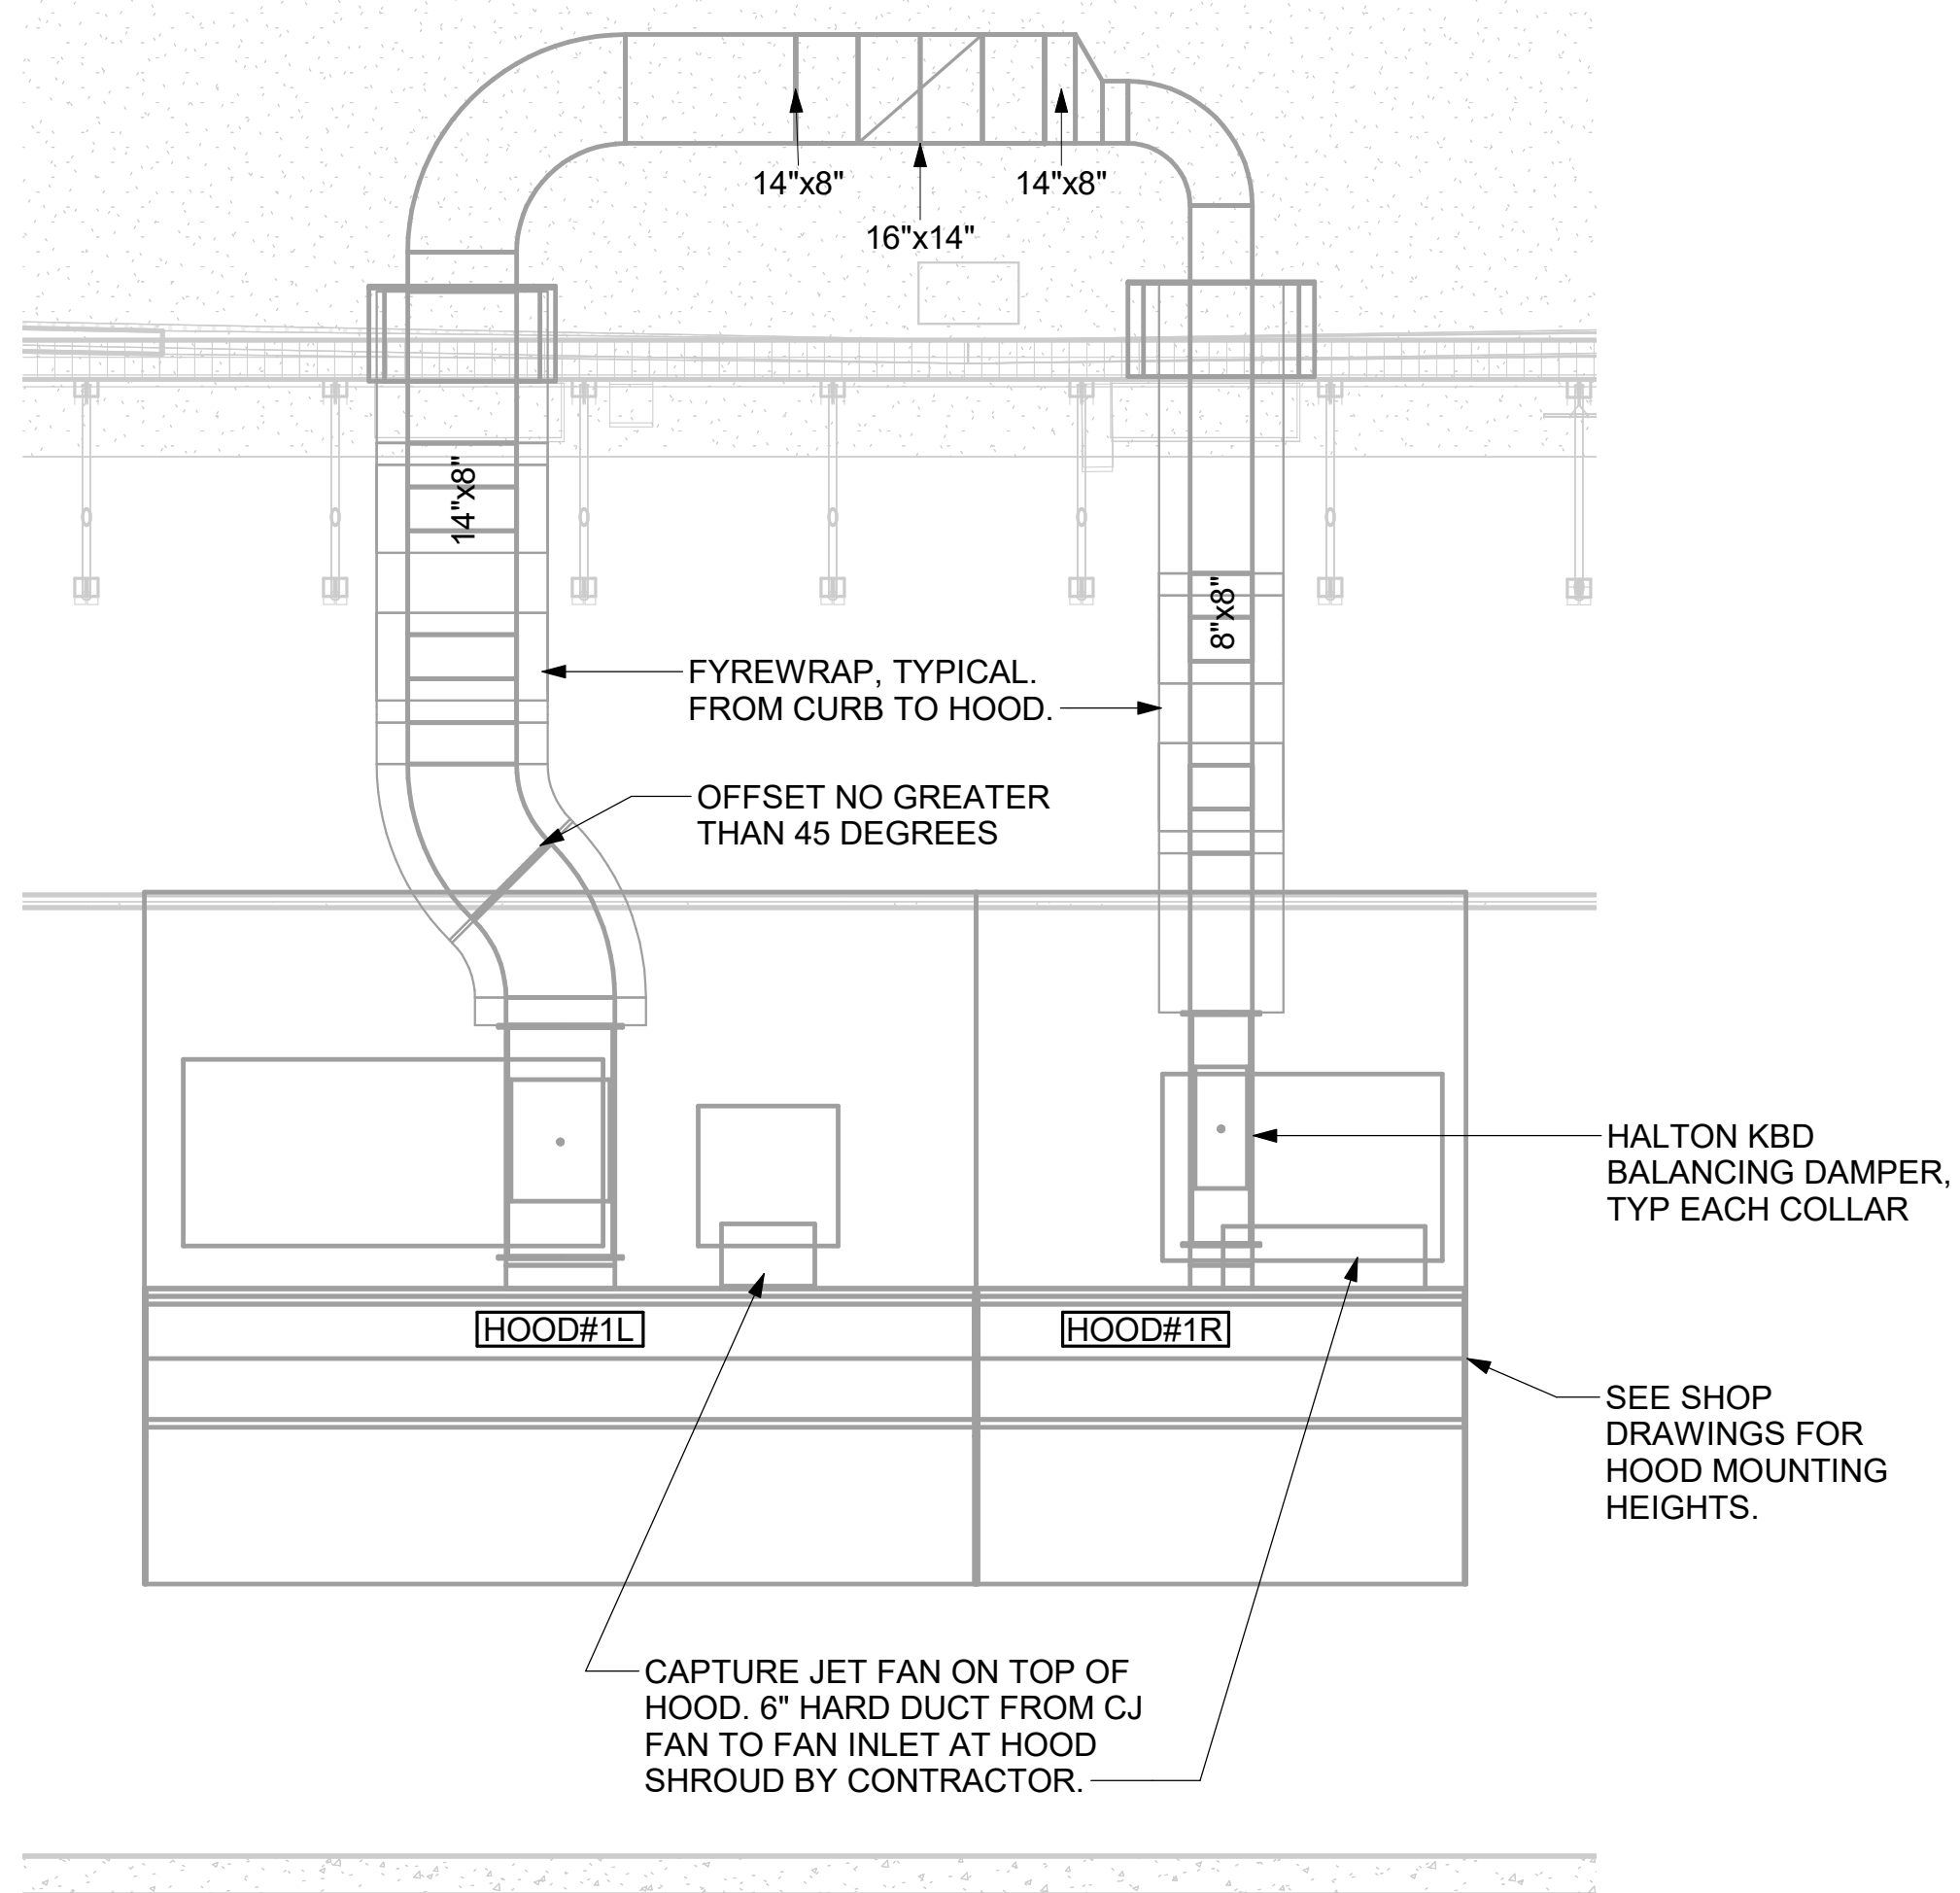 14"x8"
14"x8"
16"x14"
14"x8"
8"x8"
FYREWRAP, TYPICAL.
FROM CURB TO HOOD.
OFFSET NO GREATER
THAN 45 DEGREES
HALTON KBD
BALANCING DAMPER,
TYP EACH COLLAR
HOOD#1L
HOOD#1R
SEE SHOP
DRAWINGS FOR
HOOD MOUNTING
HEIGHTS.
CAPTURE JET FAN ON TOP OF
HOOD. 6" HARD DUCT FROM CJ
FAN TO FAN INLET AT HOOD
SHROUD BY CONTRACTOR.